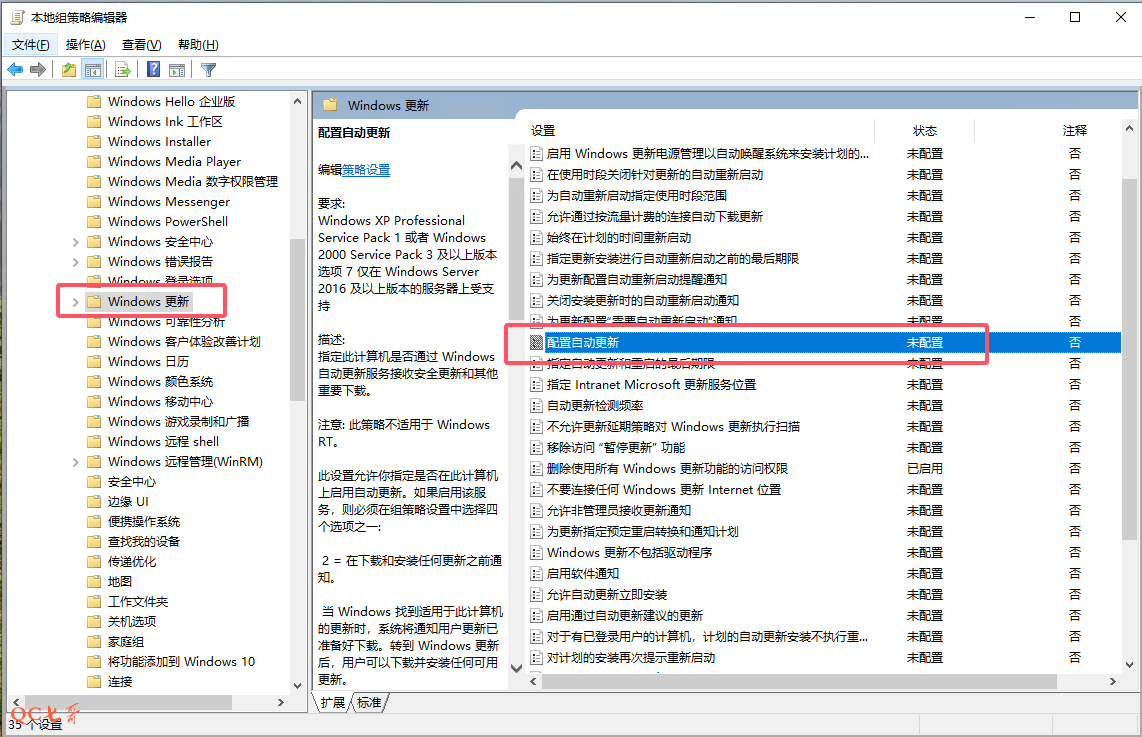 本地组策略编辑器
文件(F) 操作(A) 查看(V) 帮助(H)
Windows Hello 企业版
Windows Ink 工作区
Windows Installer
Windows Media Player
Windows Media 数字权限管理
Windows Messenger
Windows PowerShell
Windows 安全中心
Windows 错误报告
Windows 登录选项
Windows 更新
Windows 可靠性分析
Windows 客户体验改善计划
Windows 日历
Windows 颜色系统
Windows 移动中心
Windows 游戏录制和广播
Windows 远程 shell
Windows 远程管理(WinRM)
安全中心
边缘 UI
便携操作系统
查找我的设备
传递优化
地图
工作文件夹
关机选项
家庭组
将功能添加到 Windows 10
连接
Windows 更新
配置自动更新
编辑策略设置
要求:
Windows XP Professional
Service Pack 1 或者 Windows
2000 Service Pack 3 及以上版本
选项 7 仅在 Windows Server
2016 及以上版本的服务器上受支
持
描述:
指定此计算机是否通过 Windows
自动更新服务接收安全更新和其他
重要下载。
注意: 此策略不适用于 Windows
RT。
此设置允许你指定是否在此计算机
上启用自动更新。如果启用该服
务，则必须在组策略设置中选择四
个选项之一:
2 = 在下载和安装任何更新之前通
知。
当 Windows 找到适用于此计算机
的更新时，系统将通知用户更新已
准备好下载。转到 Windows 更新
后，用户可以下载并安装任何可用
更新。
设置 状态 注释
启用 Windows 更新电源管理以自动唤醒系统来安装计划的... 未配置 否
在使用时段关闭针对更新的自动重新启动 未配置 否
为自动重新启动指定使用时段范围 未配置 否
允许通过按流量计费的连接自动下载更新 未配置 否
始终在计划的时间重新启动 未配置 否
指定更新安装进行自动重新启动之前的最后期限 未配置 否
为更新配置自动重新启动提醒通知 未配置 否
关闭安装更新时的自动重新启动通知 未配置 否
为更新配置“需要自动重新启动”通知 未配置 否
配置自动更新 未配置 否
指定自动更新和重启的最后期限 未配置 否
指定 Intranet Microsoft 更新服务位置 未配置 否
自动更新检测频率 未配置 否
不允许更新延期策略对 Windows 更新执行扫描 未配置 否
移除访问 “暂停更新” 功能 未配置 否
删除使用所有 Windows 更新功能的访问权限 已启用 否
不要连接任何 Windows 更新 Internet 位置 未配置 否
允许非管理员接收更新通知 未配置 否
为更新指定预定重启转换和通知计划 未配置 否
Windows 更新不包括驱动程序 未配置 否
启用软件通知 未配置 否
允许自动更新立即安装 未配置 否
启用通过自动更新建议的更新 未配置 否
对于有已登录用户的计算机，计划的自动更新安装不执行重... 未配置 否
对计划的安装再次提示重新启动 未配置 否
扩展 标准
QC七哥
35 个设置